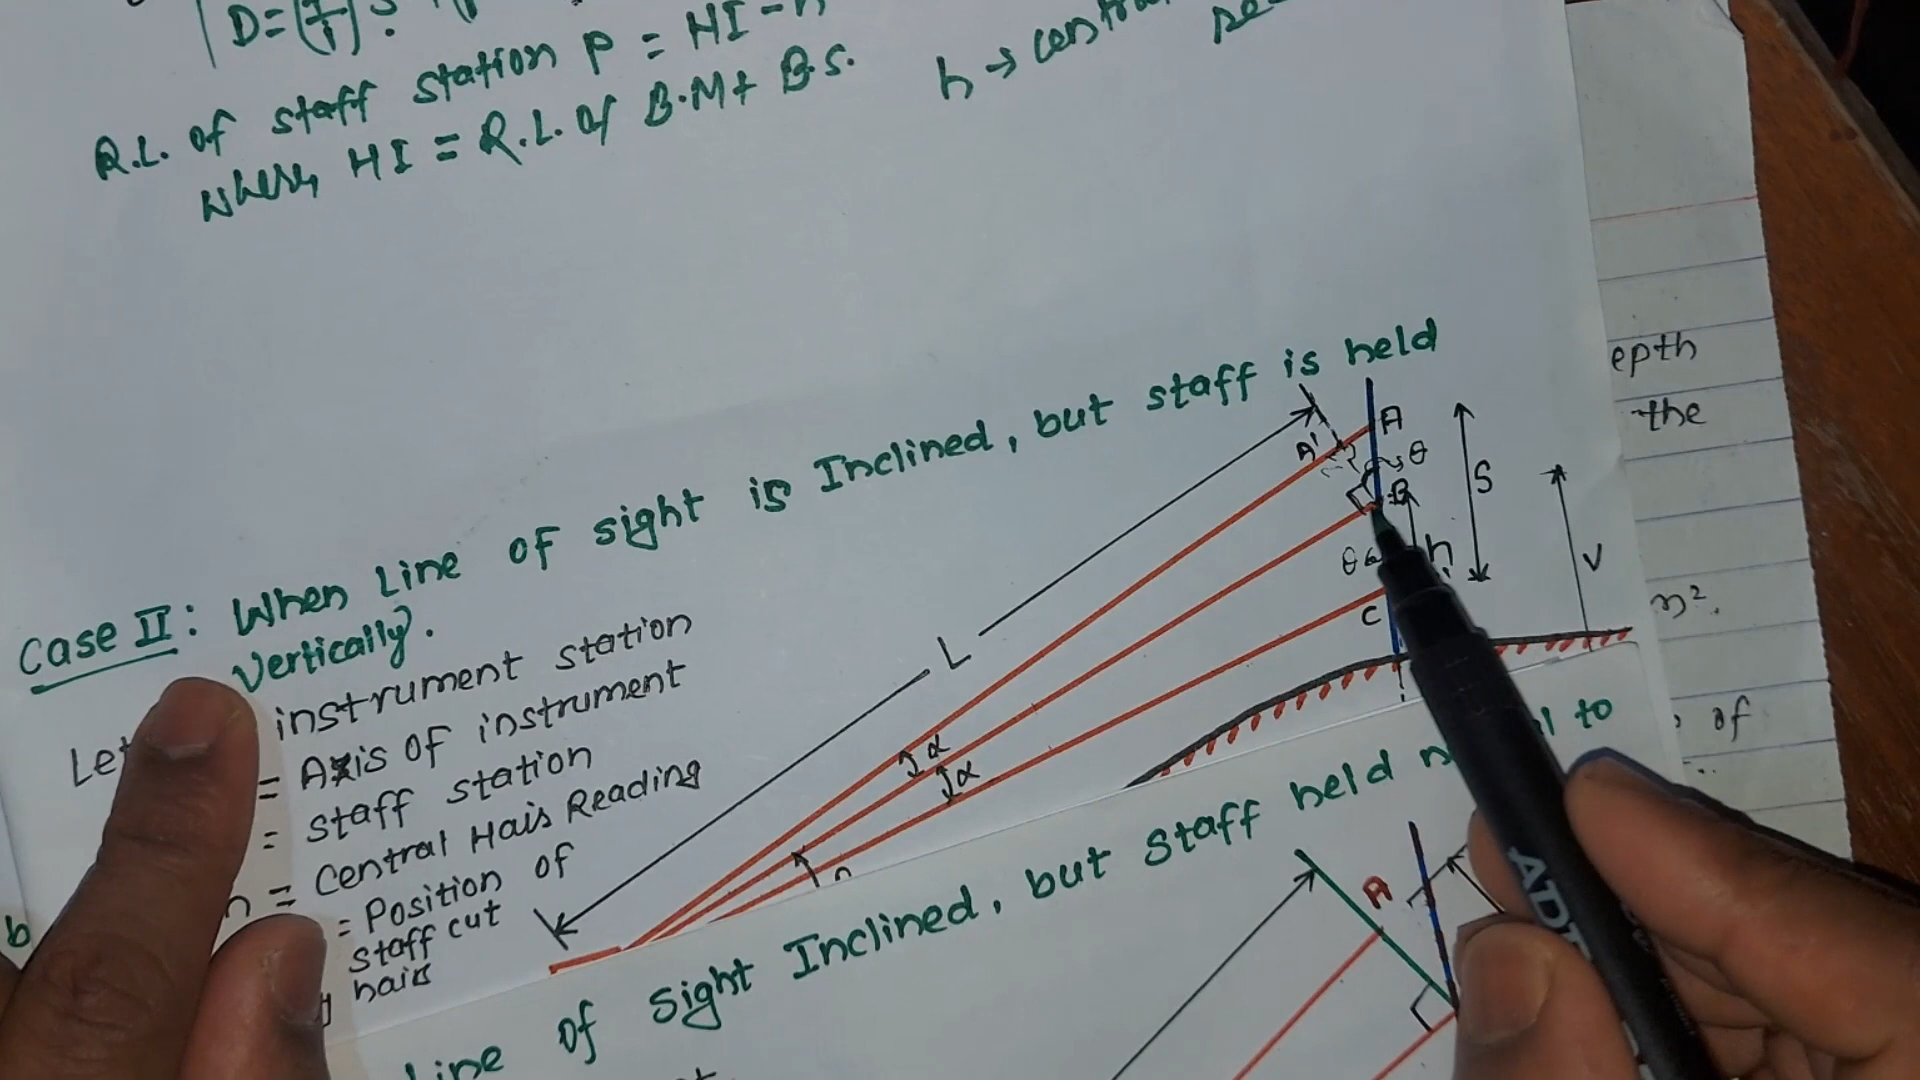 D=(f/i)S
R.L. of staff station P = HI - h
where, HI = R.L. of B.M + B.S.
h →
Case II: When Line of sight is Inclined, but staff is held
Vertically.
Let
instrument station
= Axis of instrument
= staff station
h = Central Hair Reading
= Position of
staff cut
hair
L
A'
A
θ
B
S
h
V
θ
C
α
α
Line of Sight Inclined, but Staff held
to
A
epth
the
m².
of
b